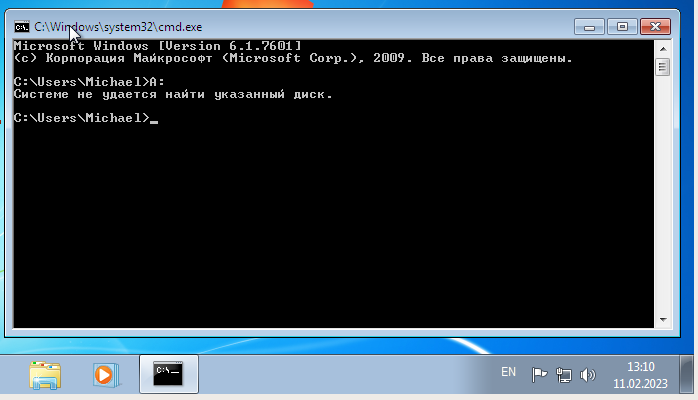 C:\Windows\system32\cmd.exe
Microsoft Windows [Version 6.1.7601]
(c) Корпорация Майкрософт (Microsoft Corp.), 2009. Все права защищены.
C:\Users\Michael>A:
Системе не удается найти указанный диск.
C:\Users\Michael>_
EN
13:10
11.02.2023